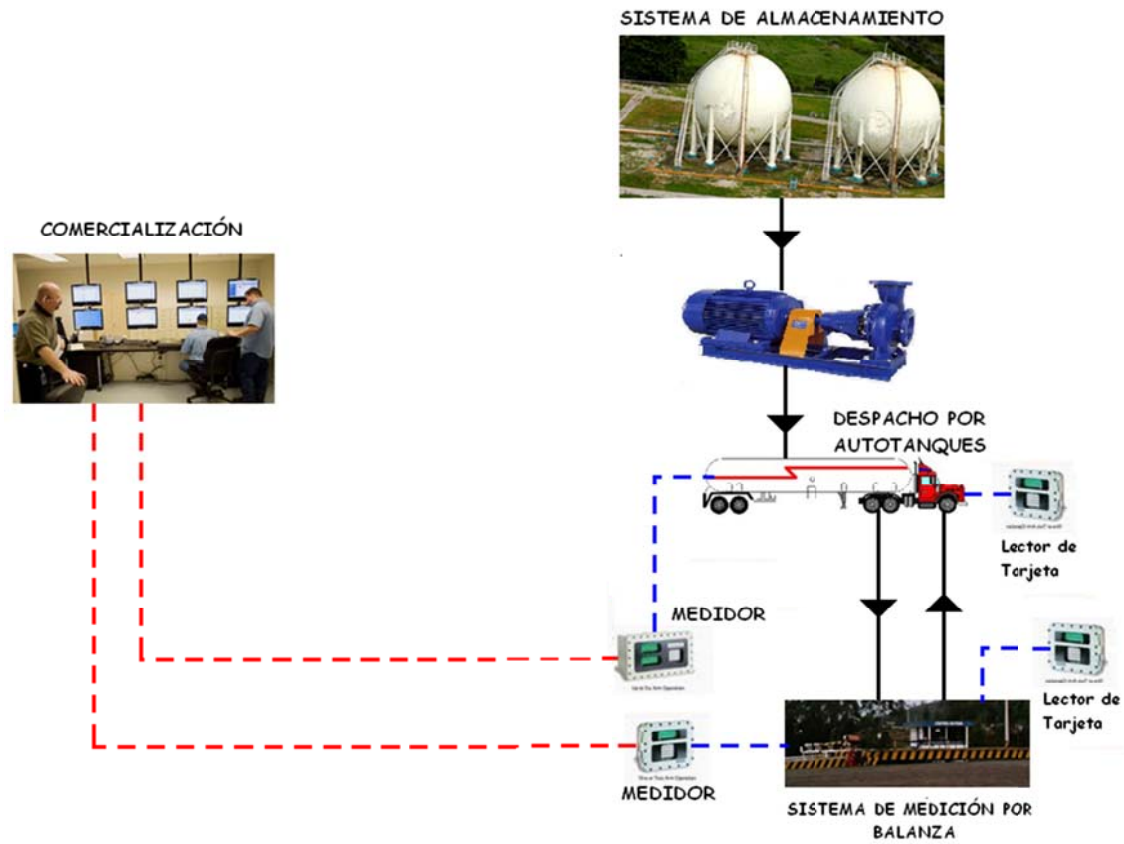 SISTEMA DE ALMACENAMIENTO
COMERCIALIZACIÓN
DESPACHO POR
AUTOTANQUES
Lector de
Tarjeta
MEDIDOR
Lector de
Tarjeta
MEDIDOR
SISTEMA DE MEDICIÓN POR
BALANZA